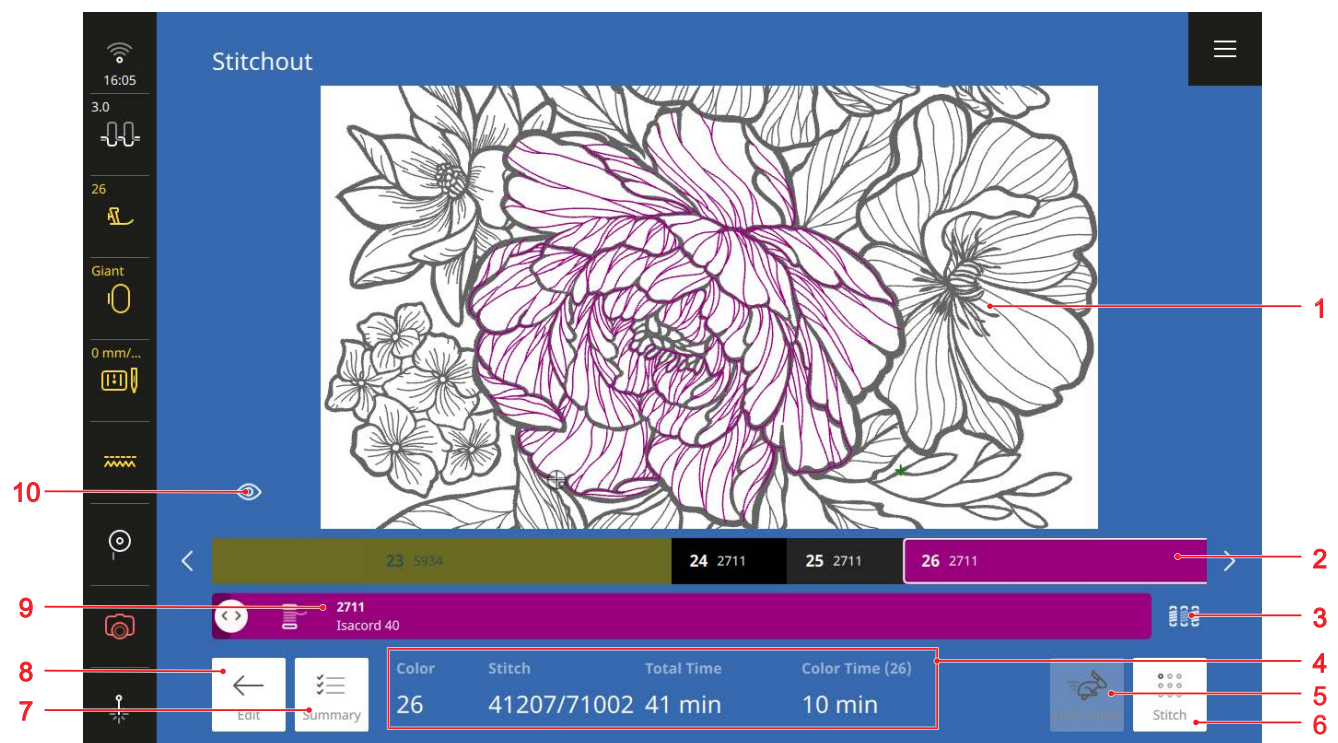 Stitchout
16:05
3.0
26
Giant
0 mm/...
1
10
23 5934
24 2711
25 2711
26 2711
2
9
2711
Isacord 40
3
Color Stitch Total Time Color Time (26)
26 41207/71002 41 min 10 min
4
8
Edit
7
Summary
5
Stitch
6